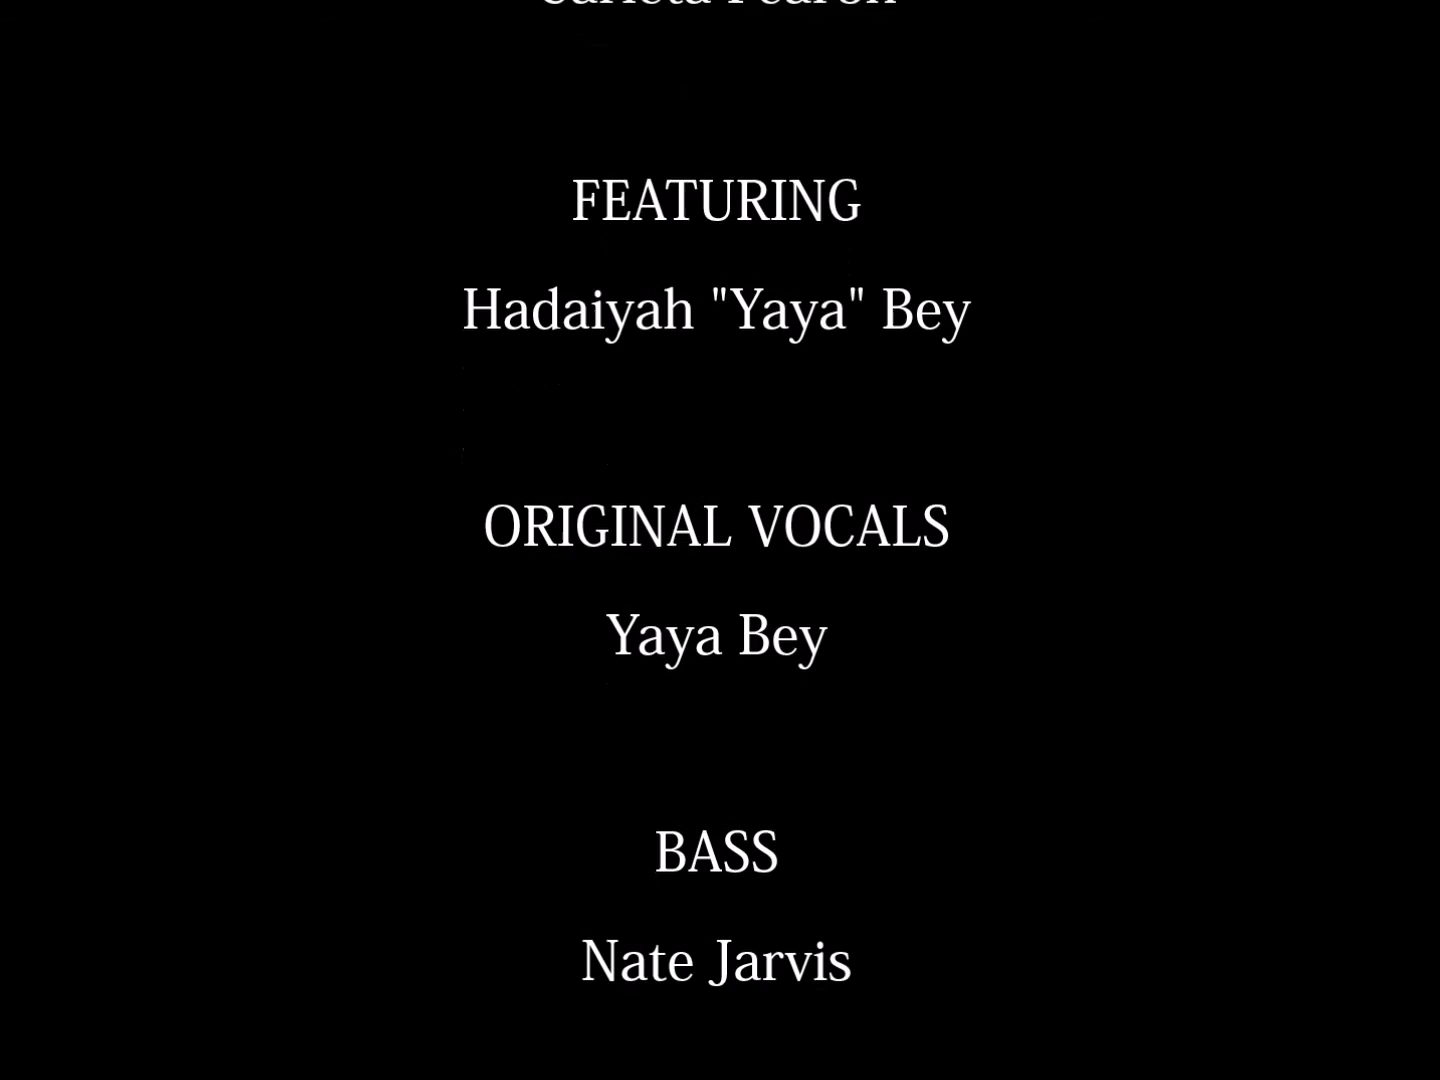 FEATURING
Hadaiyah "Yaya" Bey
ORIGINAL VOCALS
Yaya Bey
BASS
Nate Jarvis